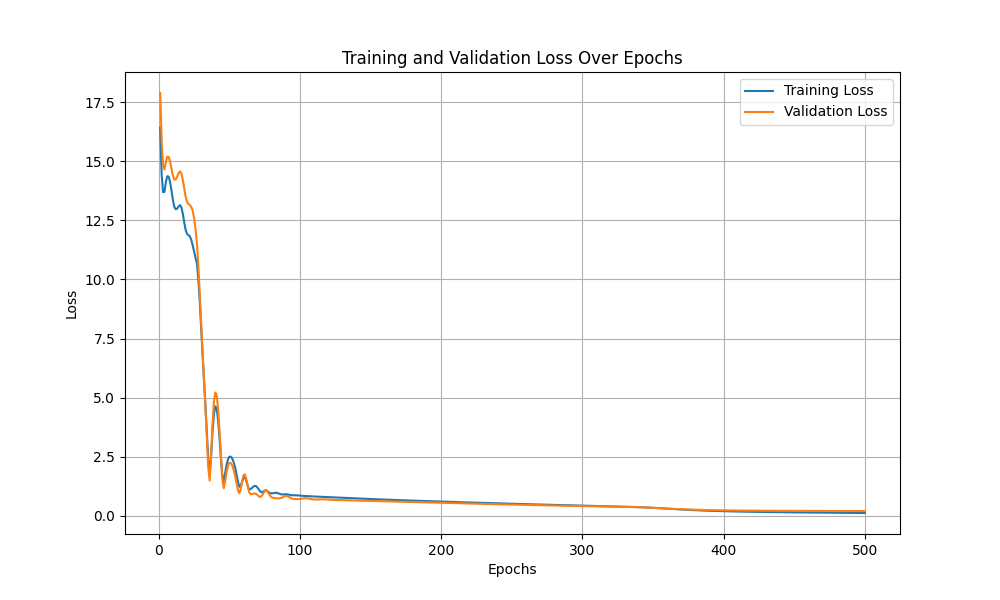 Training and Validation Loss Over Epochs
Training Loss
Validation Loss
17.5
15.0
12.5
10.0
7.5
5.0
2.5
0.0
Loss
0 100 200 300 400 500
Epochs